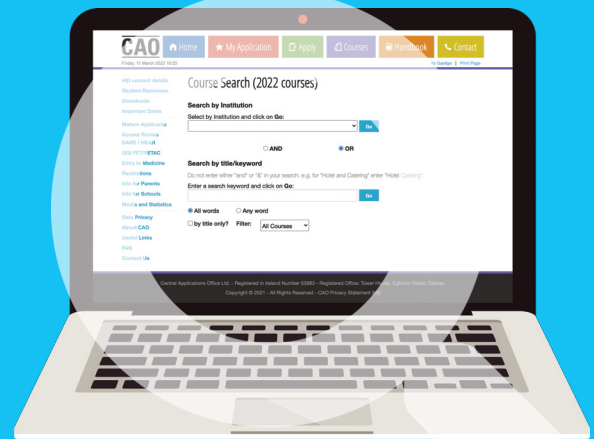 CAO
Home
My Application
Apply
Courses
Handbook
Contact
Friday, 11 March 2022 10:25
Gaeilge | Print Page
HEI contact details
Student Resources
Downloads
Important Dates
Mature Applicants
Access Routes
DARE / HEAR
QQI FET/FETAC
Entry to Medicine
Restrictions
Info for Parents
Info for Schools
Media and Statistics
Data Privacy
About CAO
Useful Links
FAQ
Contact Us
Course Search (2022 courses)
Search by Institution
Select by Institution and click on Go:
Go
AND
OR
Search by title/keyword
Do not enter either "and" or "&" in your search. e.g. for "Hotel and Catering" enter "Hotel Catering".
Enter a search keyword and click on Go:
Go
All words
Any word
by title only?
Filter:
All Courses
Central Applications Office Ltd. - Registered in Ireland Number 53983 - Registered Office: Tower House, Eglinton Street, Galway.
Copyright © 2021 - All Rights Reserved - CAO Privacy Statement